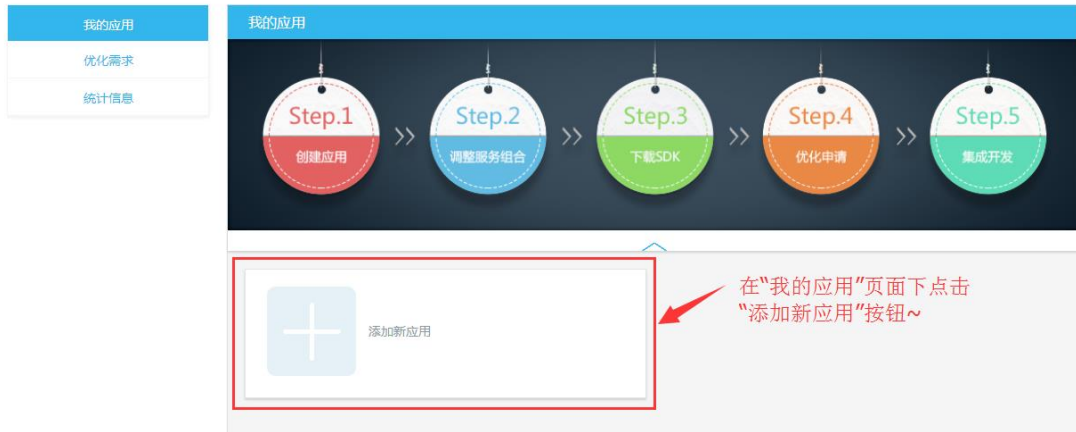 我的应用
优化需求
统计信息
我的应用
Step.1
创建应用
Step.2
调整服务组合
Step.3
下载SDK
Step.4
优化申请
Step.5
集成开发
添加新应用
在“我的应用”页面下点击
“添加新应用”按钮~